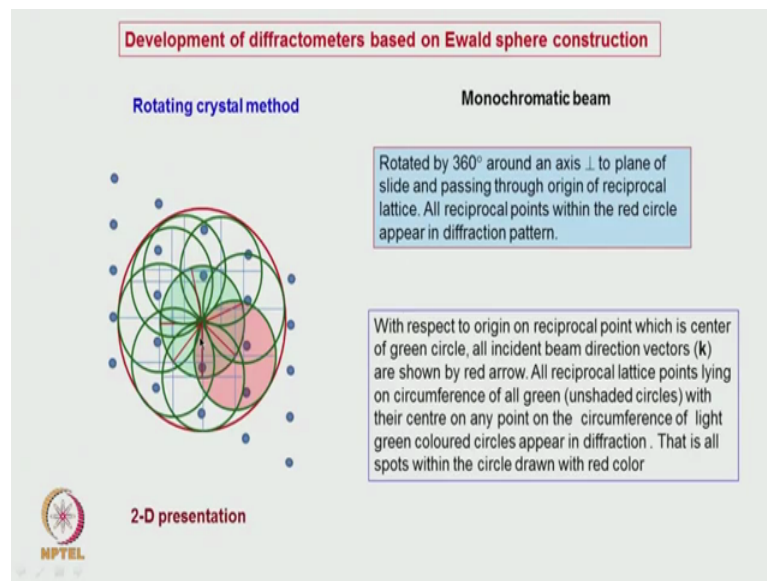 Development of diffractometers based on Ewald sphere construction
Rotating crystal method
Monochromatic beam
Rotated by 360° around an axis ⊥ to plane of
slide and passing through origin of reciprocal
lattice. All reciprocal points within the red circle
appear in diffraction pattern.
With respect to origin on reciprocal point which is center
of green circle, all incident beam direction vectors (k)
are shown by red arrow. All reciprocal lattice points lying
on circumference of all green (unshaded circles) with
their centre on any point on the circumference of light
green coloured circles appear in diffraction . That is all
spots within the circle drawn with red color
2-D presentation
NPTEL